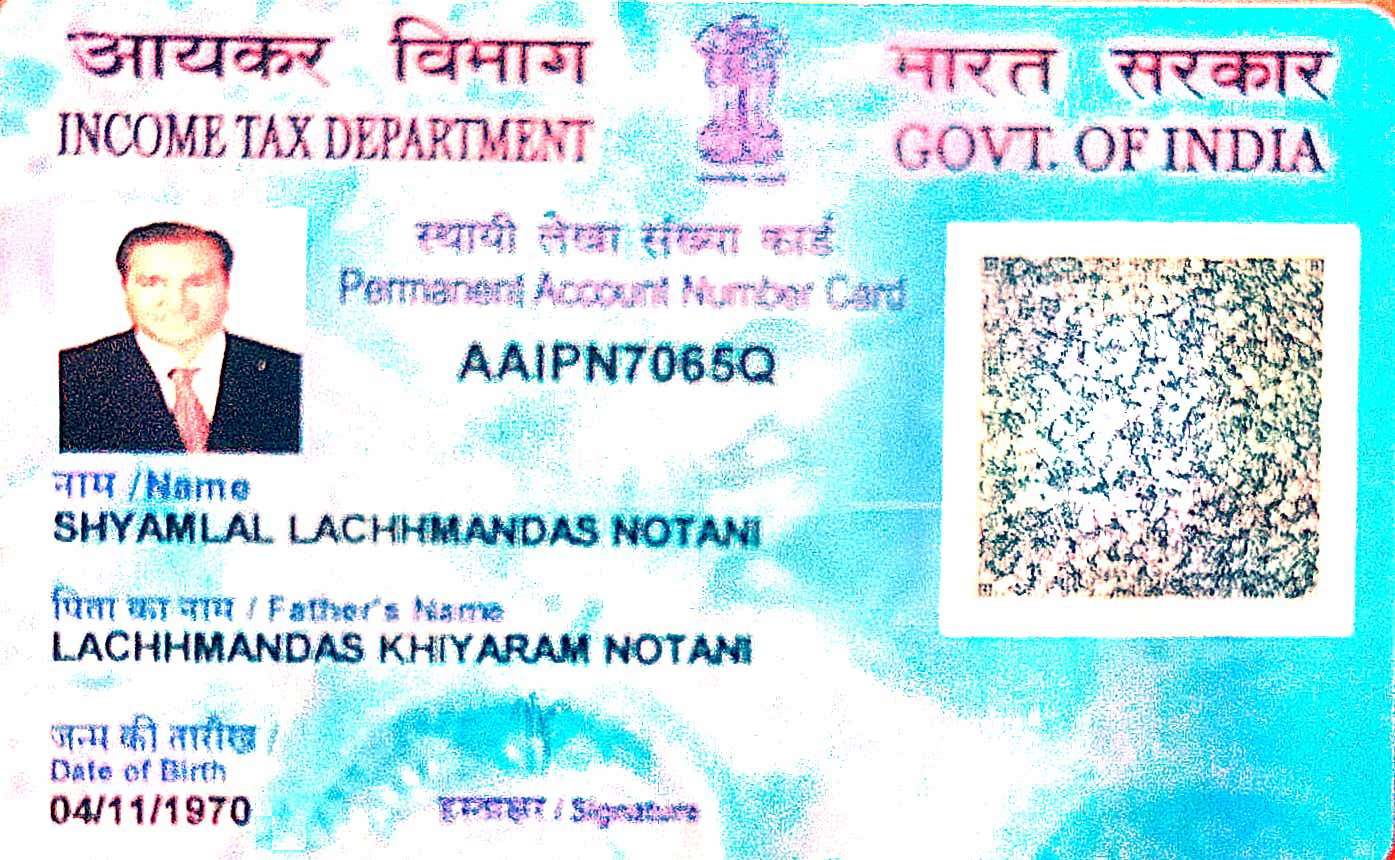 आयकर विभाग
INCOME TAX DEPARTMENT
भारत सरकार
GOVT. OF INDIA
स्थायी लेखा संख्या कार्ड
Permanent Account Number Card
AAIPN7065Q
नाम /Name
SHYAMLAL LACHHMANDAS NOTANI
पिता का नाम / Father's Name
LACHHMANDAS KHIYARAM NOTANI
जन्म की तारीख /
Date of Birth
04/11/1970
हस्ताक्षर / Signature